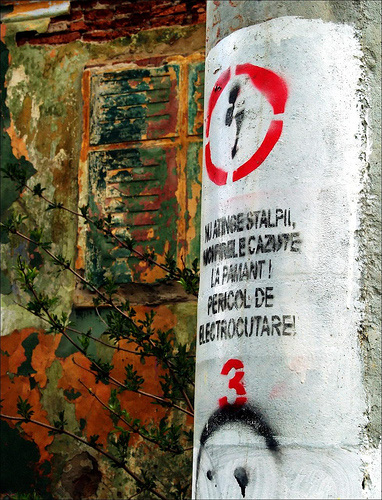 NU ATINGE STALPII,
FIRELE CAZUTE
LA PAMANT !
PERICOL DE
ELECTROCUTARE!
3